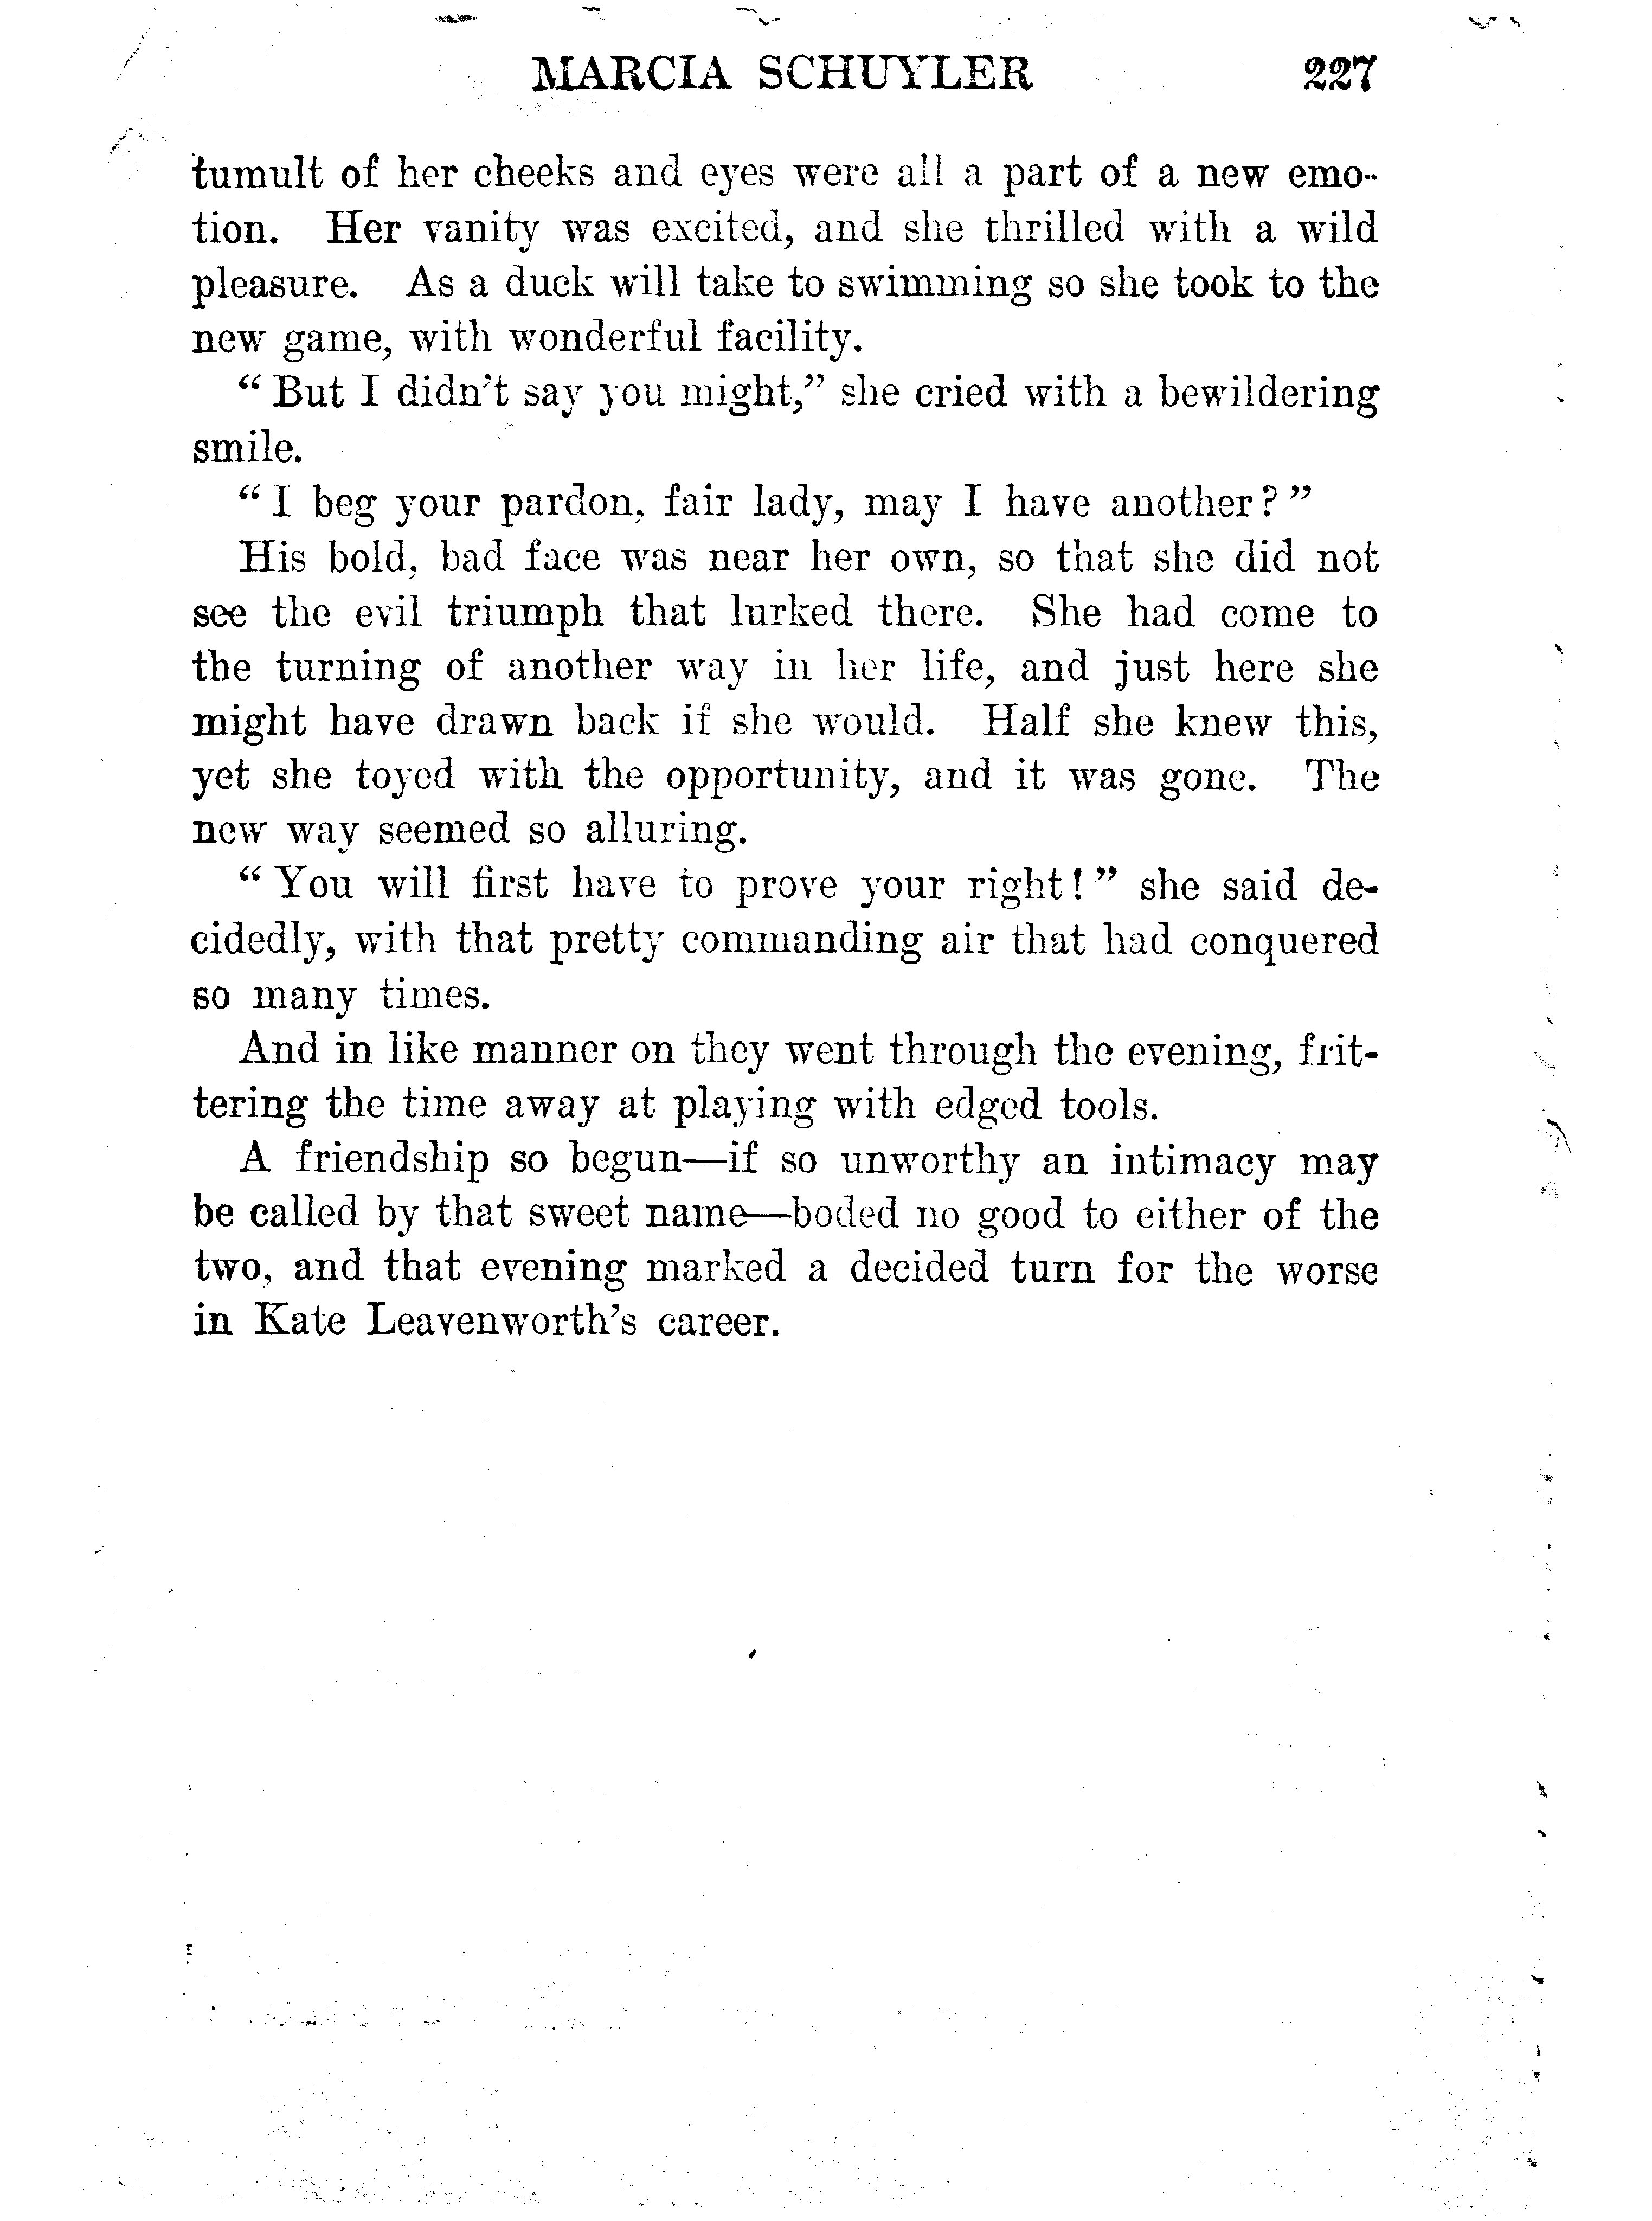 MARCIA SCHUYLER 227
tumult of her cheeks and eyes were all a part of a new emo-
tion. Her vanity was excited, and she thrilled with a wild
pleasure. As a duck will take to swimming so she took to the
new game, with wonderful facility.
“ But I didn’t say you might,” she cried with a bewildering
smile.
“ I beg your pardon, fair lady, may I have another? ”
His bold, bad face was near her own, so that she did not
see the evil triumph that lurked there. She had come to
the turning of another way in her life, and just here she
might have drawn back if she would. Half she knew this,
yet she toyed with the opportunity, and it was gone. The
new way seemed so alluring.
“ You will first have to prove your right! ” she said de-
cidedly, with that pretty commanding air that had conquered
so many times.
And in like manner on they went through the evening, frit-
tering the time away at playing with edged tools.
A friendship so begun—if so unworthy an intimacy may
be called by that sweet name—boded no good to either of the
two, and that evening marked a decided turn for the worse
in Kate Leavenworth’s career.